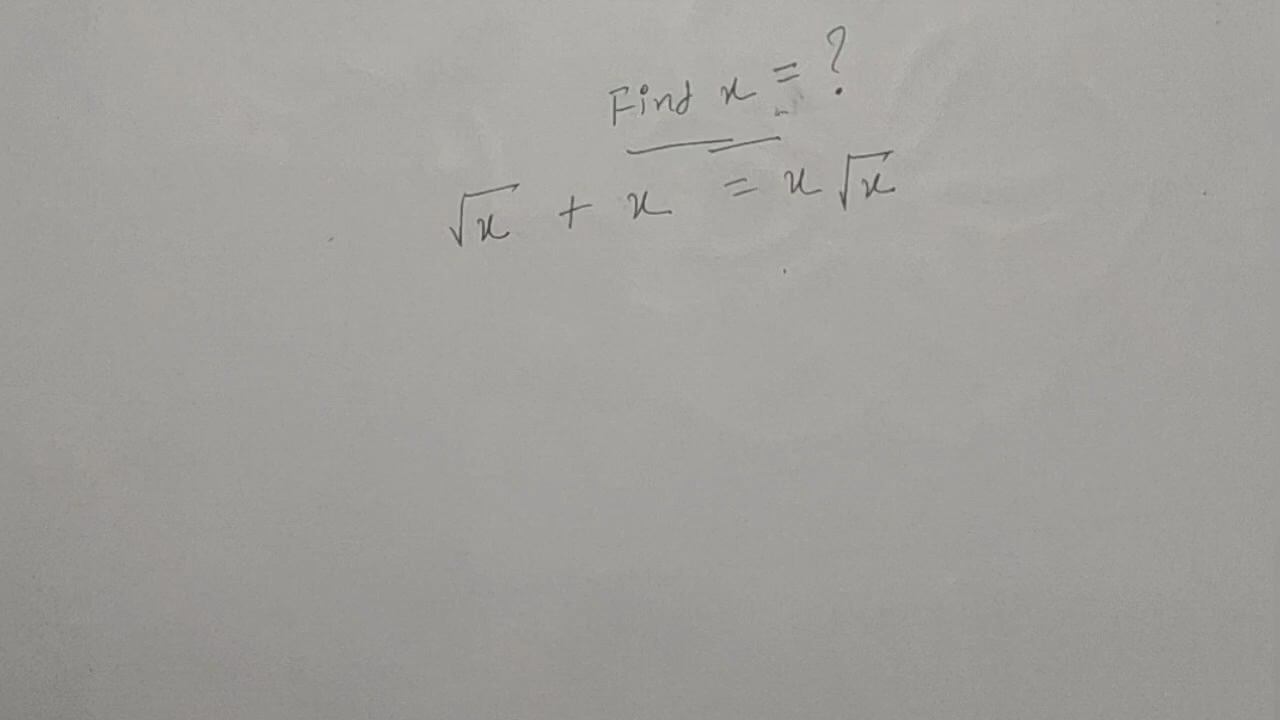 Find x = ?
√x + x = x √x